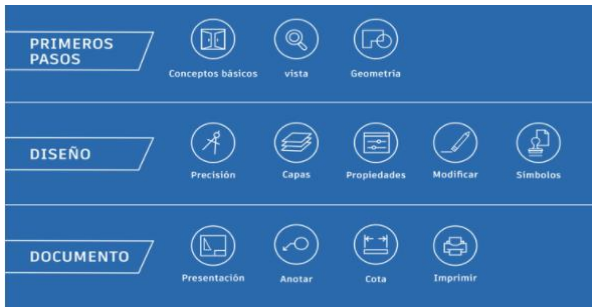 PRIMEROS
PASOS
Conceptos básicos
vista
Geometría
DISEÑO
Precisión
Capas
Propiedades
Modificar
Símbolos
DOCUMENTO
Presentación
Anotar
Cota
Imprimir